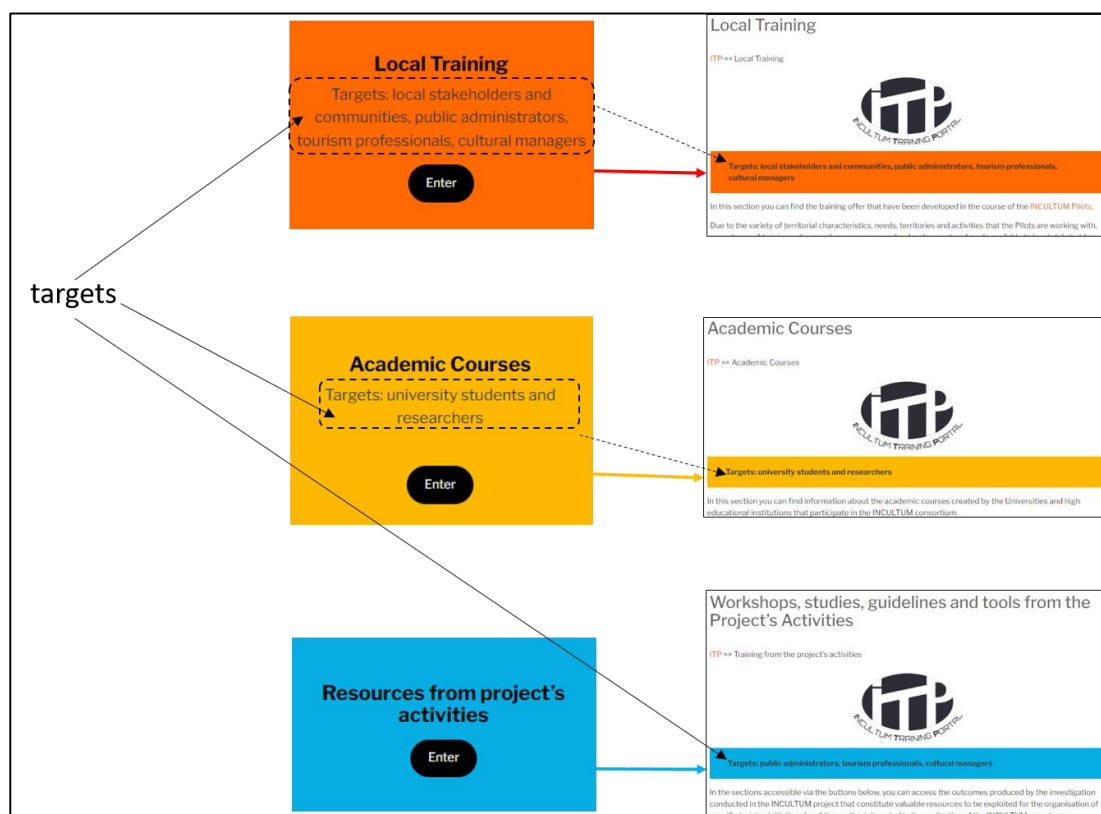 targets
Local Training
Targets: local stakeholders and
communities, public administrators,
tourism professionals, cultural managers
Enter
Local Training
ITP >> Local Training
ITP
INCULTUM TRAINING PORTAL
Targets: local stakeholders and communities, public administrators, tourism professionals,
cultural managers
In this section you can find the training offer that have been developed in the course of the INCULTUM Pilots.
Due to the variety of territorial characteristics, needs, territories and activities that the Pilots are working with,
Academic Courses
Targets: university students and
researchers
Enter
Academic Courses
ITP >> Academic Courses
ITP
INCULTUM TRAINING PORTAL
Targets: university students and researchers
In this section you can find information about the academic courses created by the Universities and high
educational institutions that participate in the INCULTUM consortium.
Resources from project’s
activities
Enter
Workshops, studies, guidelines and tools from the
Project’s Activities
ITP >> Training from the project's activities
ITP
INCULTUM TRAINING PORTAL
Targets: public administrators, tourism professionals, cultural managers
In the sections accessible via the buttons below, you can access the outcomes produced by the investigation
conducted in the INCULTUM project that constitute valuable resources to be exploited for the organisation of